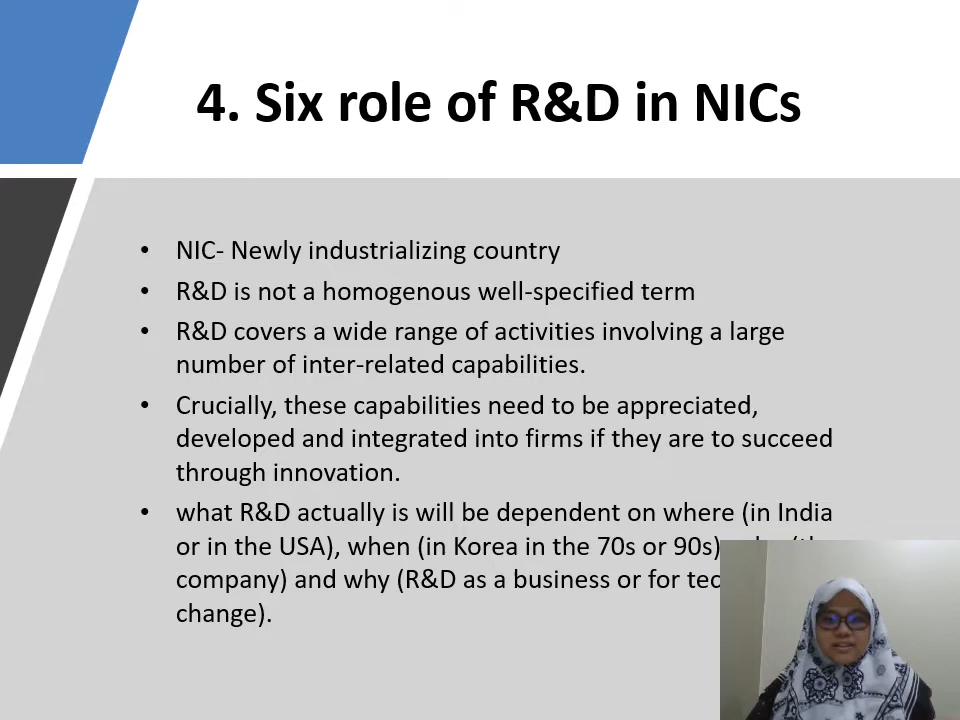 4. Six role of R&D in NICs
• NIC- Newly industrializing country
• R&D is not a homogenous well-specified term
• R&D covers a wide range of activities involving a large
number of inter-related capabilities.
• Crucially, these capabilities need to be appreciated,
developed and integrated into firms if they are to succeed
through innovation.
• what R&D actually is will be dependent on where (in India
or in the USA), when (in Korea in the 70s or 90s)
company) and why (R&D as a business or for
change).